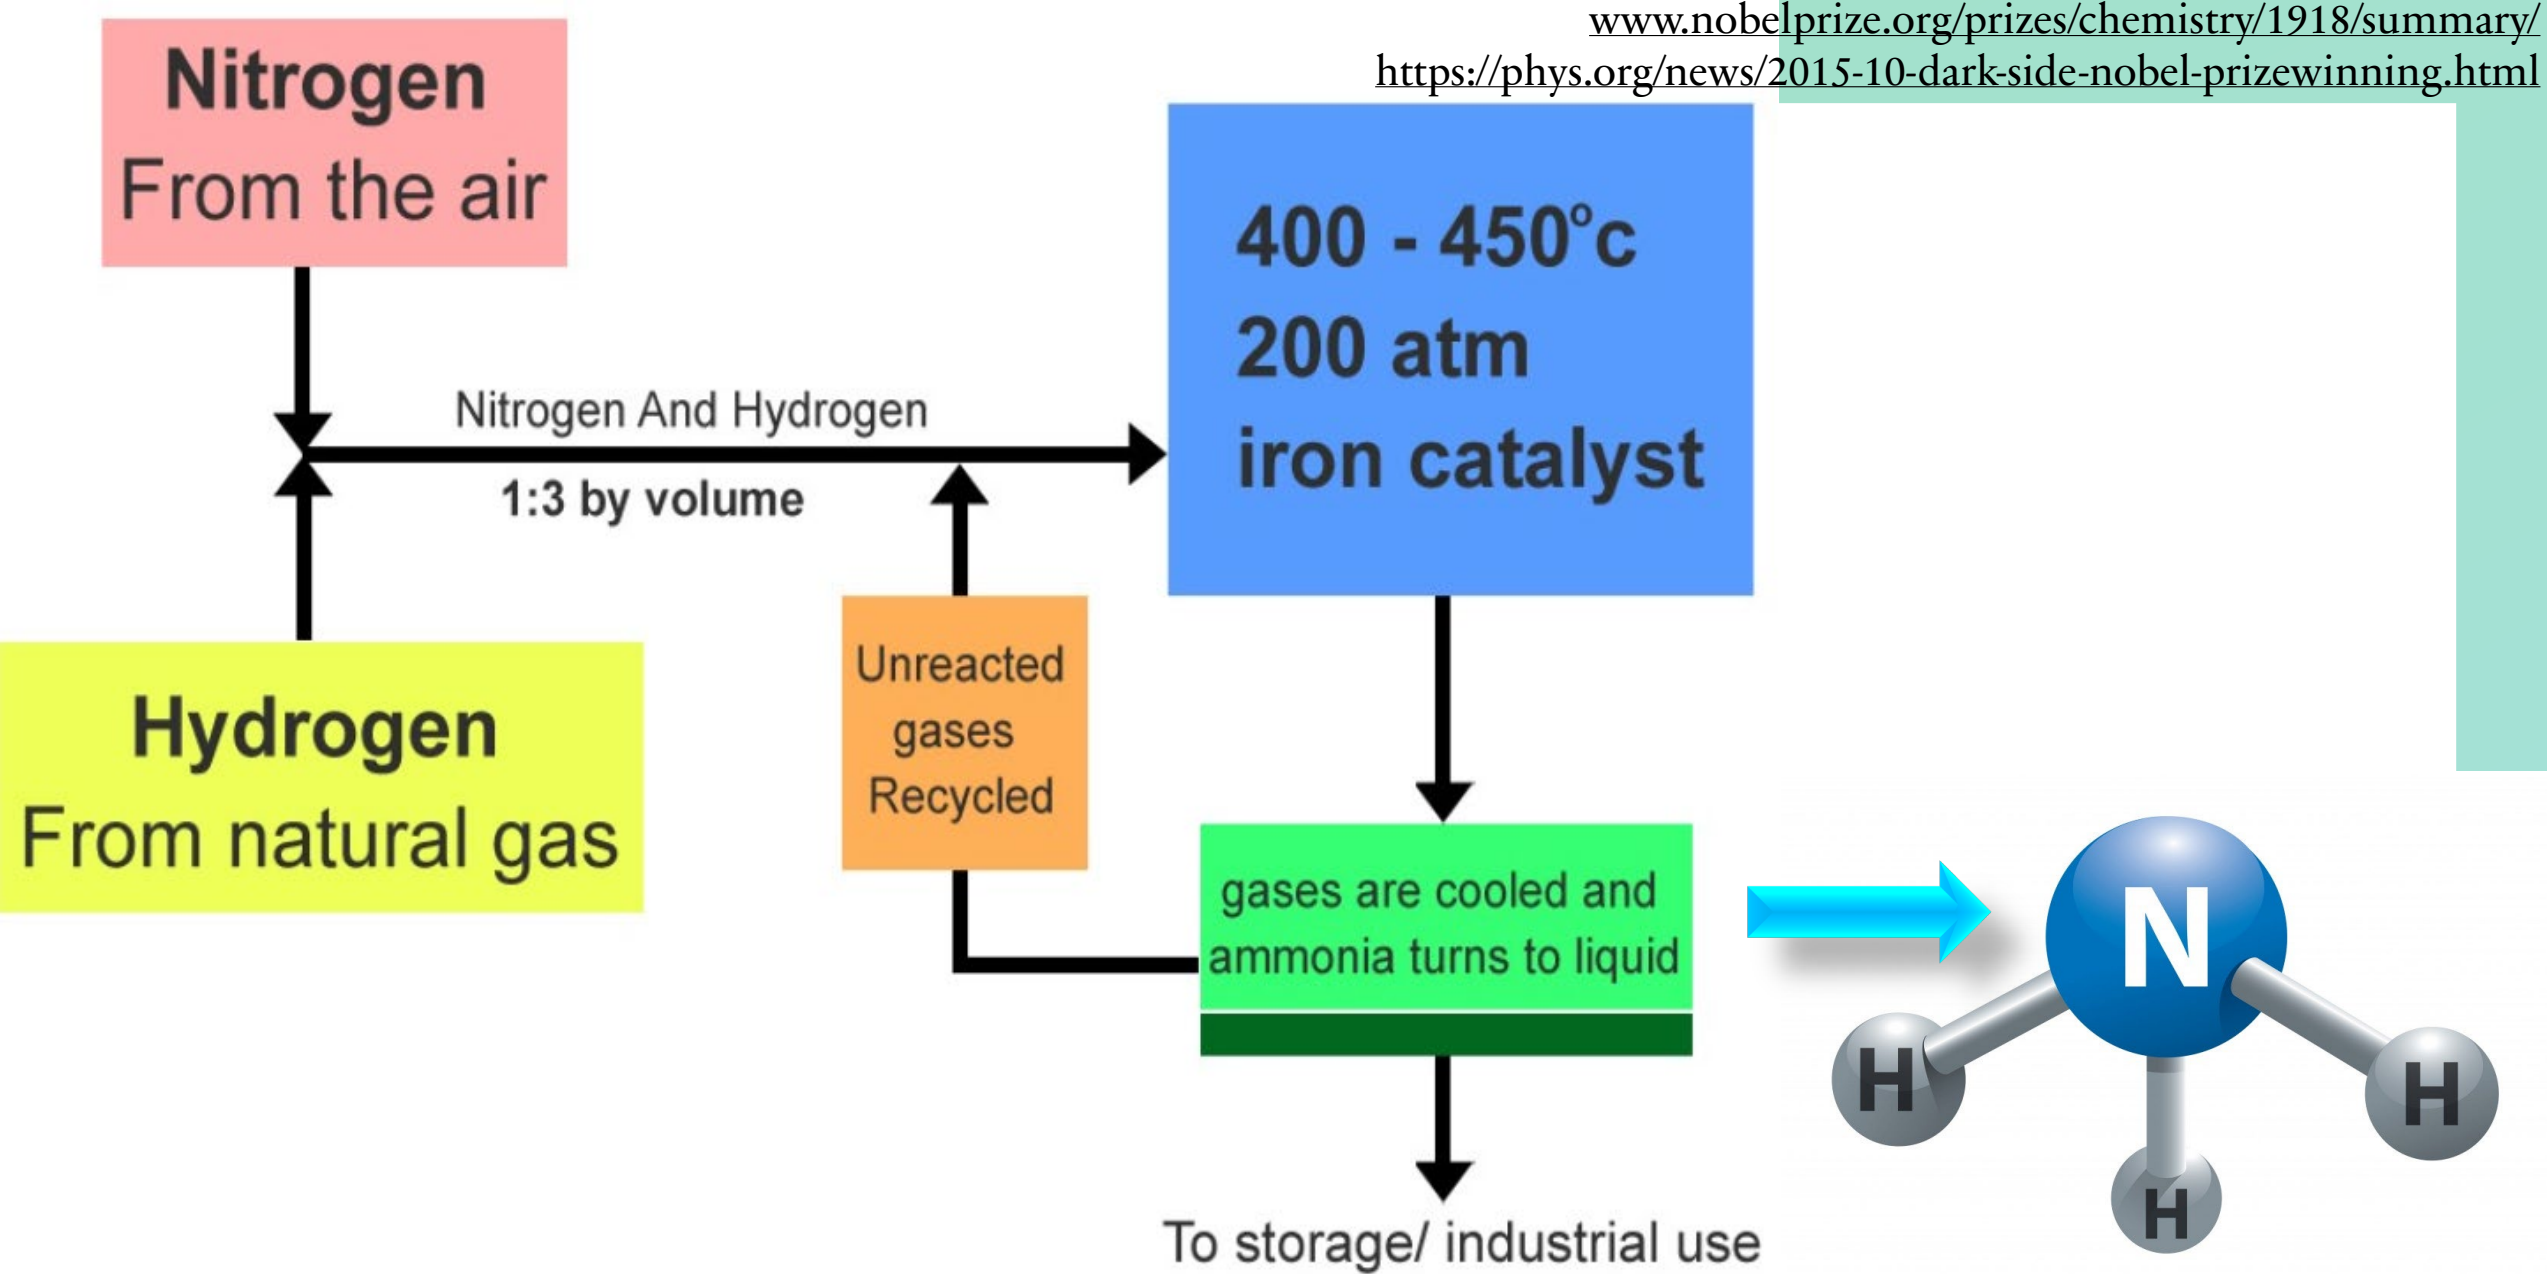 www.nobelprize.org/prizes/chemistry/1918/summary/
https://phys.org/news/2015-10-dark-side-nobel-prizewinning.html
Nitrogen
From the air
400 - 450°c
200 atm
iron catalyst
Nitrogen And Hydrogen
1:3 by volume
Hydrogen
From natural gas
Unreacted
gases
Recycled
gases are cooled and
ammonia turns to liquid
To storage/ industrial use
N
H
H
H